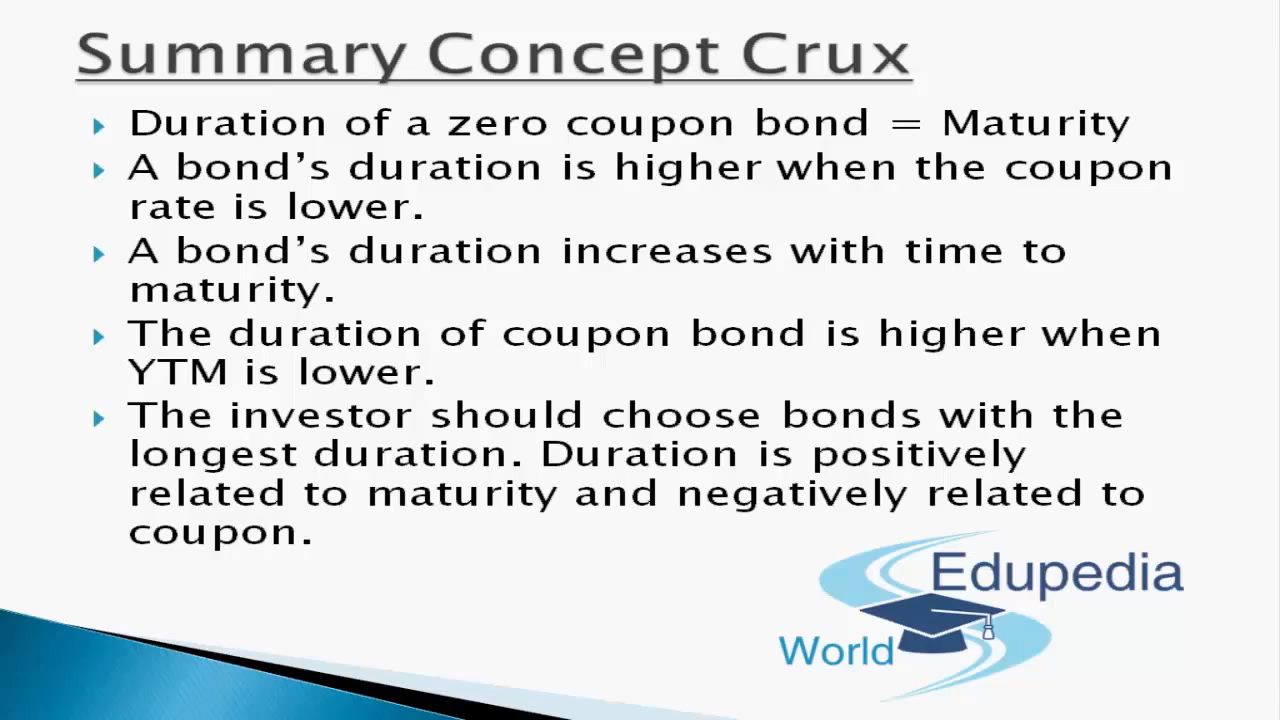 Summary Concept Crux
Duration of a zero coupon bond = Maturity
A bond’s duration is higher when the coupon
rate is lower.
A bond’s duration increases with time to
maturity.
The duration of coupon bond is higher when
YTM is lower.
The investor should choose bonds with the
longest duration. Duration is positively
related to maturity and negatively related to
coupon.
Edupedia
World